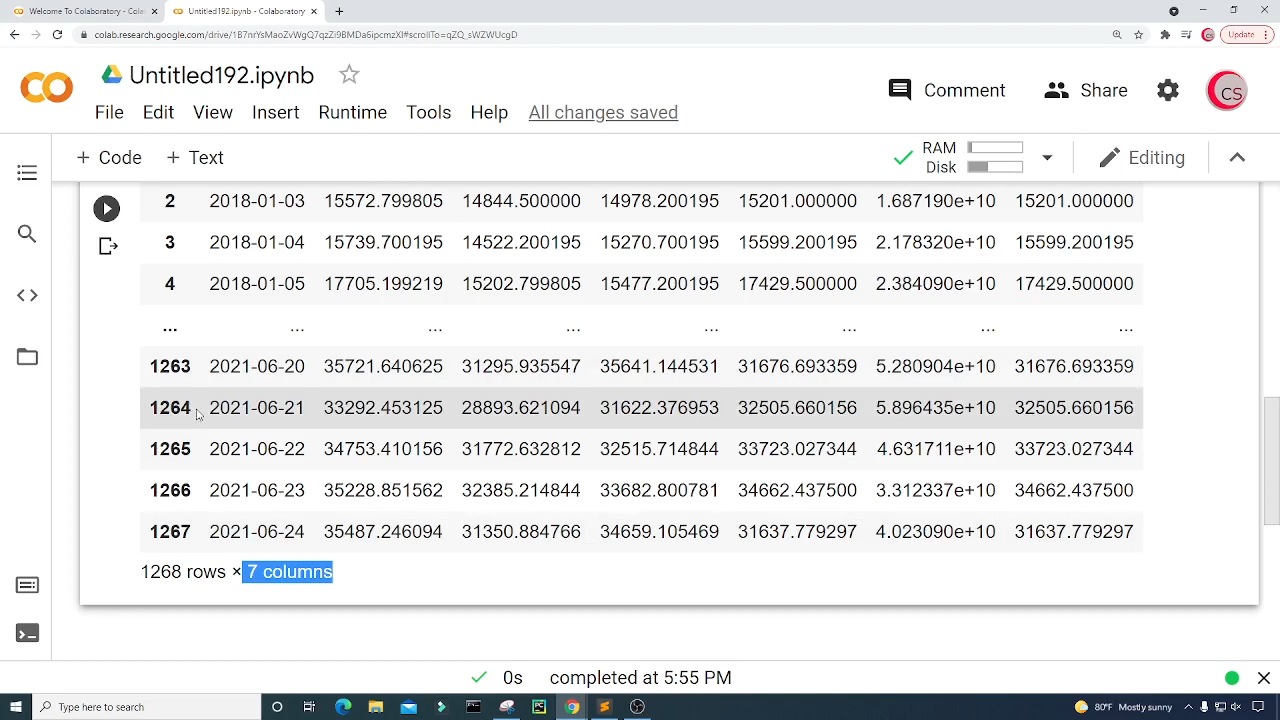 Welcome To Colaboratory - Colal
Untitled192.ipynb - Colaboratory
colab.research.google.com/drive/1B7nrYsMaoZvWgQ7qzZi9BMDa6ipcmzXl#scrollTo=qZQ_sWZWUcgD
Update
Untitled192.ipynb
Comment
Share
CS
File Edit View Insert Runtime Tools Help All changes saved
+ Code + Text
RAM
Disk
Editing
2 2018-01-03 15572.799805 14844.500000 14978.200195 15201.000000 1.687190e+10 15201.000000
3 2018-01-04 15739.700195 14522.200195 15270.700195 15599.200195 2.178320e+10 15599.200195
4 2018-01-05 17705.199219 15202.799805 15477.200195 17429.500000 2.384090e+10 17429.500000
... ... ... ... ... ... ... ...
1263 2021-06-20 35721.640625 31295.935547 35641.144531 31676.693359 5.280904e+10 31676.693359
1264 2021-06-21 33292.453125 28893.621094 31622.376953 32505.660156 5.896435e+10 32505.660156
1265 2021-06-22 34753.410156 31772.632812 32515.714844 33723.027344 4.631711e+10 33723.027344
1266 2021-06-23 35228.851562 32385.214844 33682.800781 34662.437500 3.312337e+10 34662.437500
1267 2021-06-24 35487.246094 31350.884766 34659.105469 31637.779297 4.023090e+10 31637.779297
1268 rows × 7 columns
0s completed at 5:55 PM
Type here to search
80°F Mostly sunny